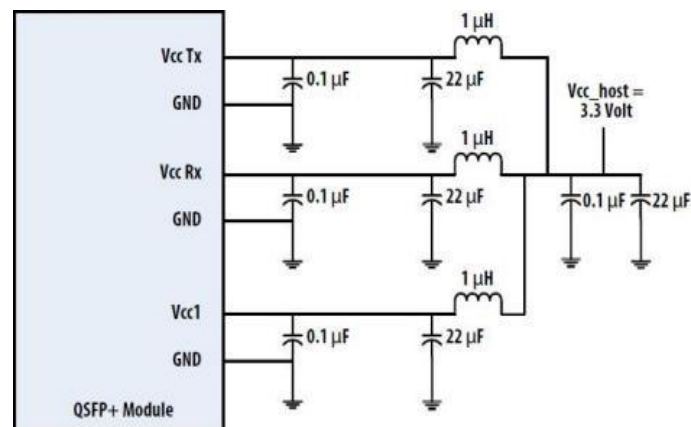 1 µH
Vcc Tx
0.1 µF
22 µF
GND
Vcc_host =
3.3 Volt
1 µH
Vcc Rx
0.1 µF
22 µF
0.1 µF
22 µF
GND
1 µH
Vcc1
0.1 µF
22 µF
GND
QSFP+ Module